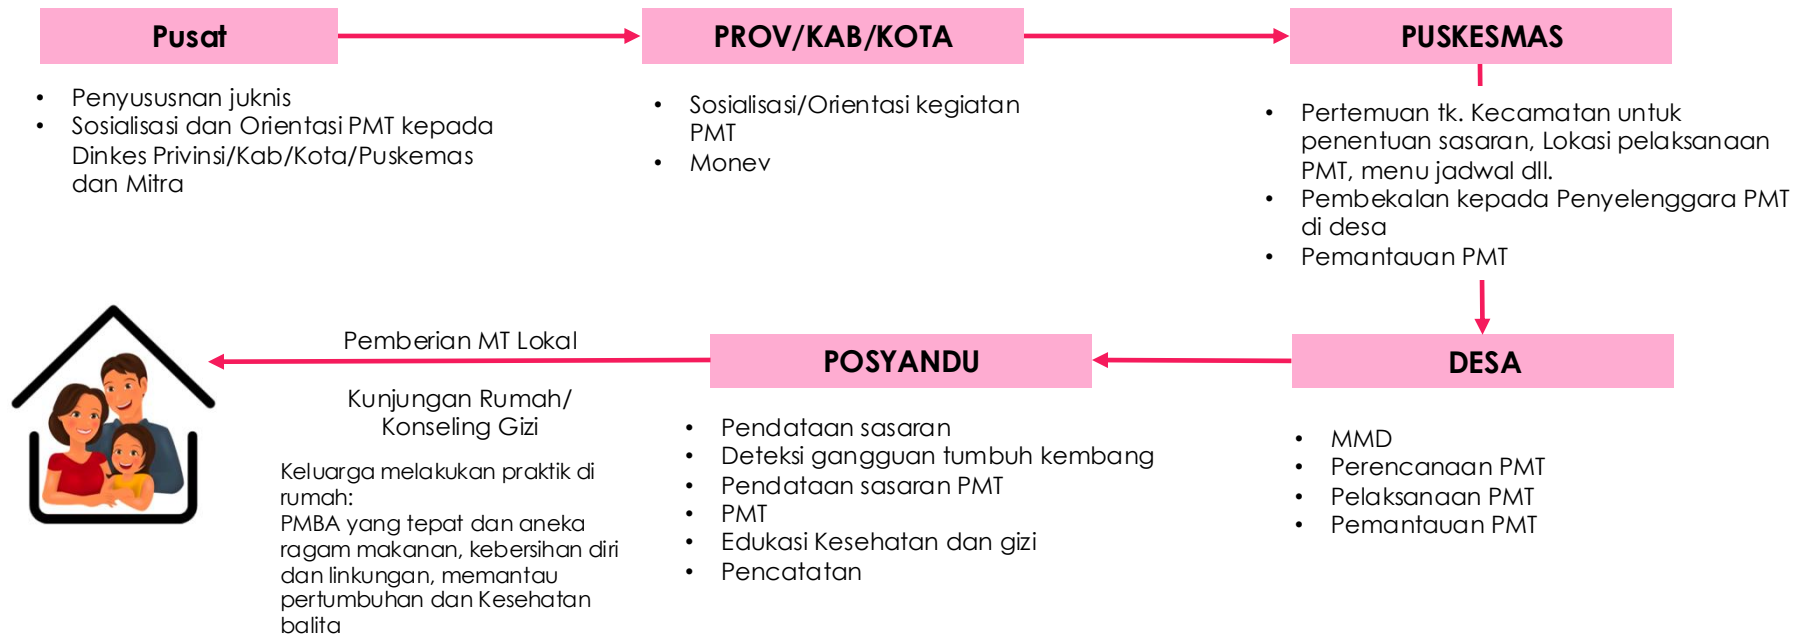 Pusat
• Penyususnan juknis
• Sosialisasi dan Orientasi PMT kepada
Dinkes Privinsi/Kab/Kota/Puskemas
dan Mitra
PROV/KAB/KOTA
• Sosialisasi/Orientasi kegiatan
PMT
• Monev
PUSKESMAS
• Pertemuan tk. Kecamatan untuk
penentuan sasaran, Lokasi pelaksanaan
PMT, menu jadwal dll.
• Pembekalan kepada Penyelenggara PMT
di desa
• Pemantauan PMT
DESA
• MMD
• Perencanaan PMT
• Pelaksanaan PMT
• Pemantauan PMT
POSYANDU
• Pendataan sasaran
• Deteksi gangguan tumbuh kembang
• Pendataan sasaran PMT
• PMT
• Edukasi Kesehatan dan gizi
• Pencatatan
Pemberian MT Lokal
Kunjungan Rumah/
Konseling Gizi
Keluarga melakukan praktik di
rumah:
PMBA yang tepat dan aneka
ragam makanan, kebersihan diri
dan linkungan, memantau
pertumbuhan dan Kesehatan
balita